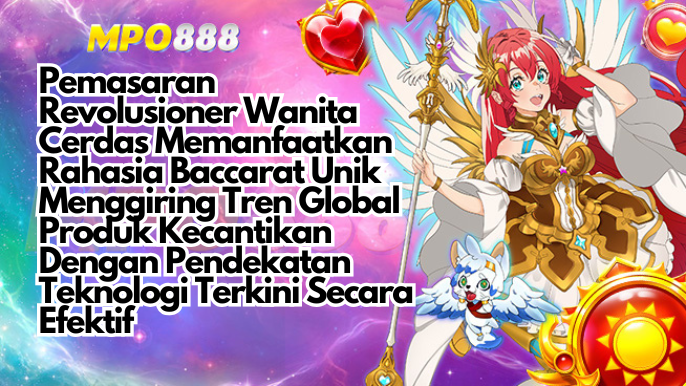 MPO888
Pemasaran
Revolusioner Wanita
Cerdas Memanfaatkan
Rahasia Baccarat Unik
Menggiring Tren Global
Produk Kecantikan
Dengan Pendekatan
Teknologi Terkini Secara
Efektif